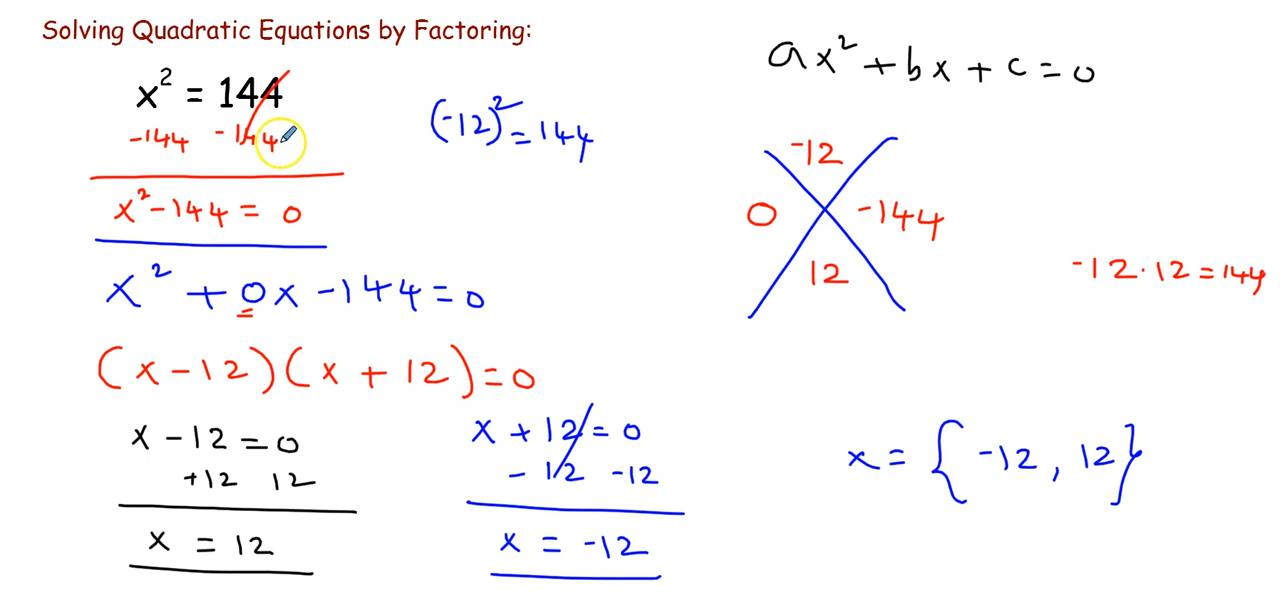 Solving Quadratic Equations by Factoring:
x² = 144
-144 -144
x² - 144 = 0
x² + 0x - 144 = 0
(x - 12)(x + 12) = 0
x - 12 = 0
+12 12
x = 12
x + 12 = 0
- 12 -12
x = -12
(-12)² = 144
ax² + bx + c = 0
-12
0 -144
12
-12 · 12 = 144
x = { -12 , 12 }